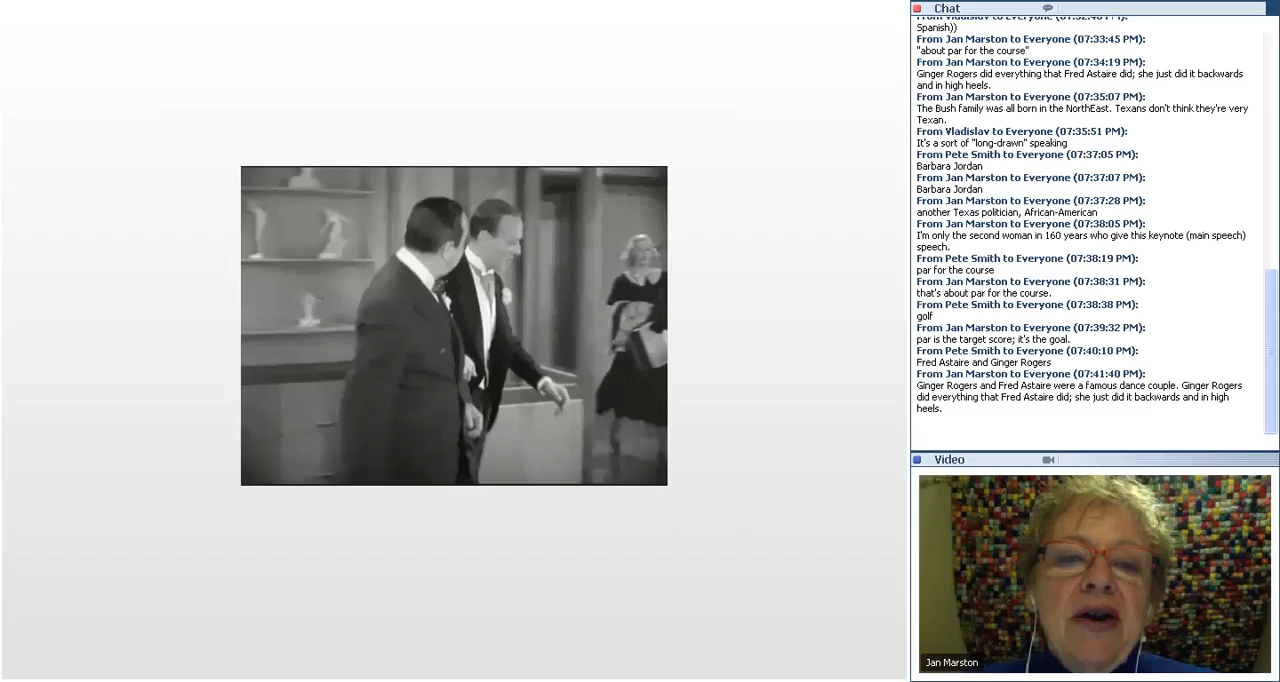 Chat
From Vladislav to Everyone (07:32:40 PM):
Spanish))
From Jan Marston to Everyone (07:33:45 PM):
"about par for the course"
From Jan Marston to Everyone (07:34:19 PM):
Ginger Rogers did everything that Fred Astaire did; she just did it backwards
and in high heels.
From Jan Marston to Everyone (07:35:07 PM):
The Bush family was all born in the NorthEast. Texans don't think they're very
Texan.
From Vladislav to Everyone (07:35:51 PM):
It's a sort of "long-drawn" speaking
From Pete Smith to Everyone (07:37:05 PM):
Barbara Jordan
From Jan Marston to Everyone (07:37:07 PM):
Barbara Jordan
From Jan Marston to Everyone (07:37:28 PM):
another Texas politician, African-American
From Jan Marston to Everyone (07:38:05 PM):
I'm only the second woman in 160 years who give this keynote (main speech)
speech.
From Pete Smith to Everyone (07:38:19 PM):
par for the course
From Jan Marston to Everyone (07:38:31 PM):
that's about par for the course.
From Pete Smith to Everyone (07:38:38 PM):
golf
From Jan Marston to Everyone (07:39:32 PM):
par is the target score; it's the goal.
From Pete Smith to Everyone (07:40:10 PM):
Fred Astaire and Ginger Rogers
From Jan Marston to Everyone (07:41:40 PM):
Ginger Rogers and Fred Astaire were a famous dance couple. Ginger Rogers
did everything that Fred Astaire did; she just did it backwards and in high
heels.
Video
Jan Marston